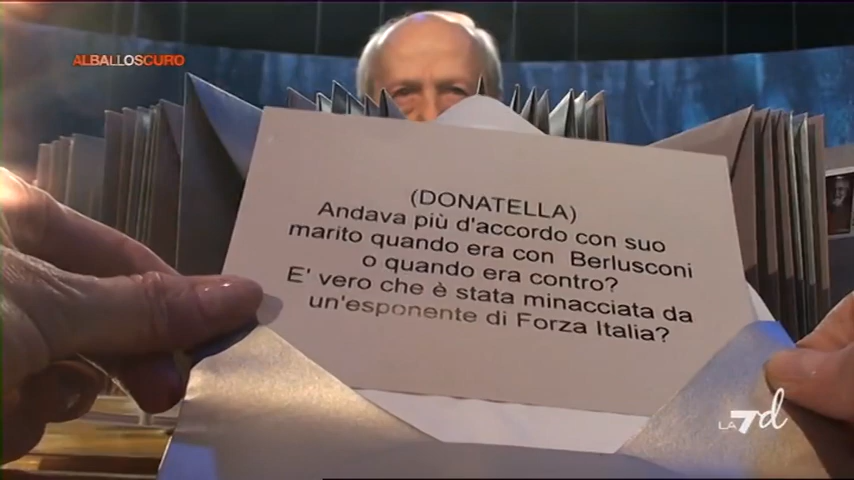 ALBALLOSCURO
(DONATELLA)
Andava più d'accordo con suo
marito quando era con Berlusconi
o quando era contro?
E' vero che è stata minacciata da
un'esponente di Forza Italia?
LA7d